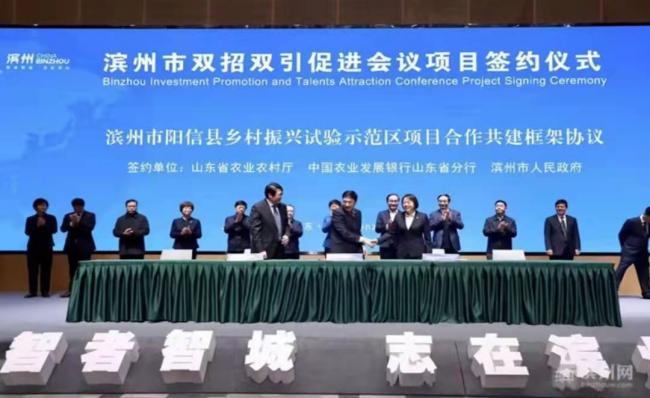 滨州 CHINA BINZHOU
滨州市双招双引促进会议项目签约仪式
Binzhou Investment Promotion and Talents Attraction Conference Project Signing Ceremony
滨州市阳信县乡村振兴试验示范区项目合作共建框架协议
签约单位：山东省农业农村厅 中国农业发展银行山东省分行 滨州市人民政府
智者智城 志在滨
滨州网